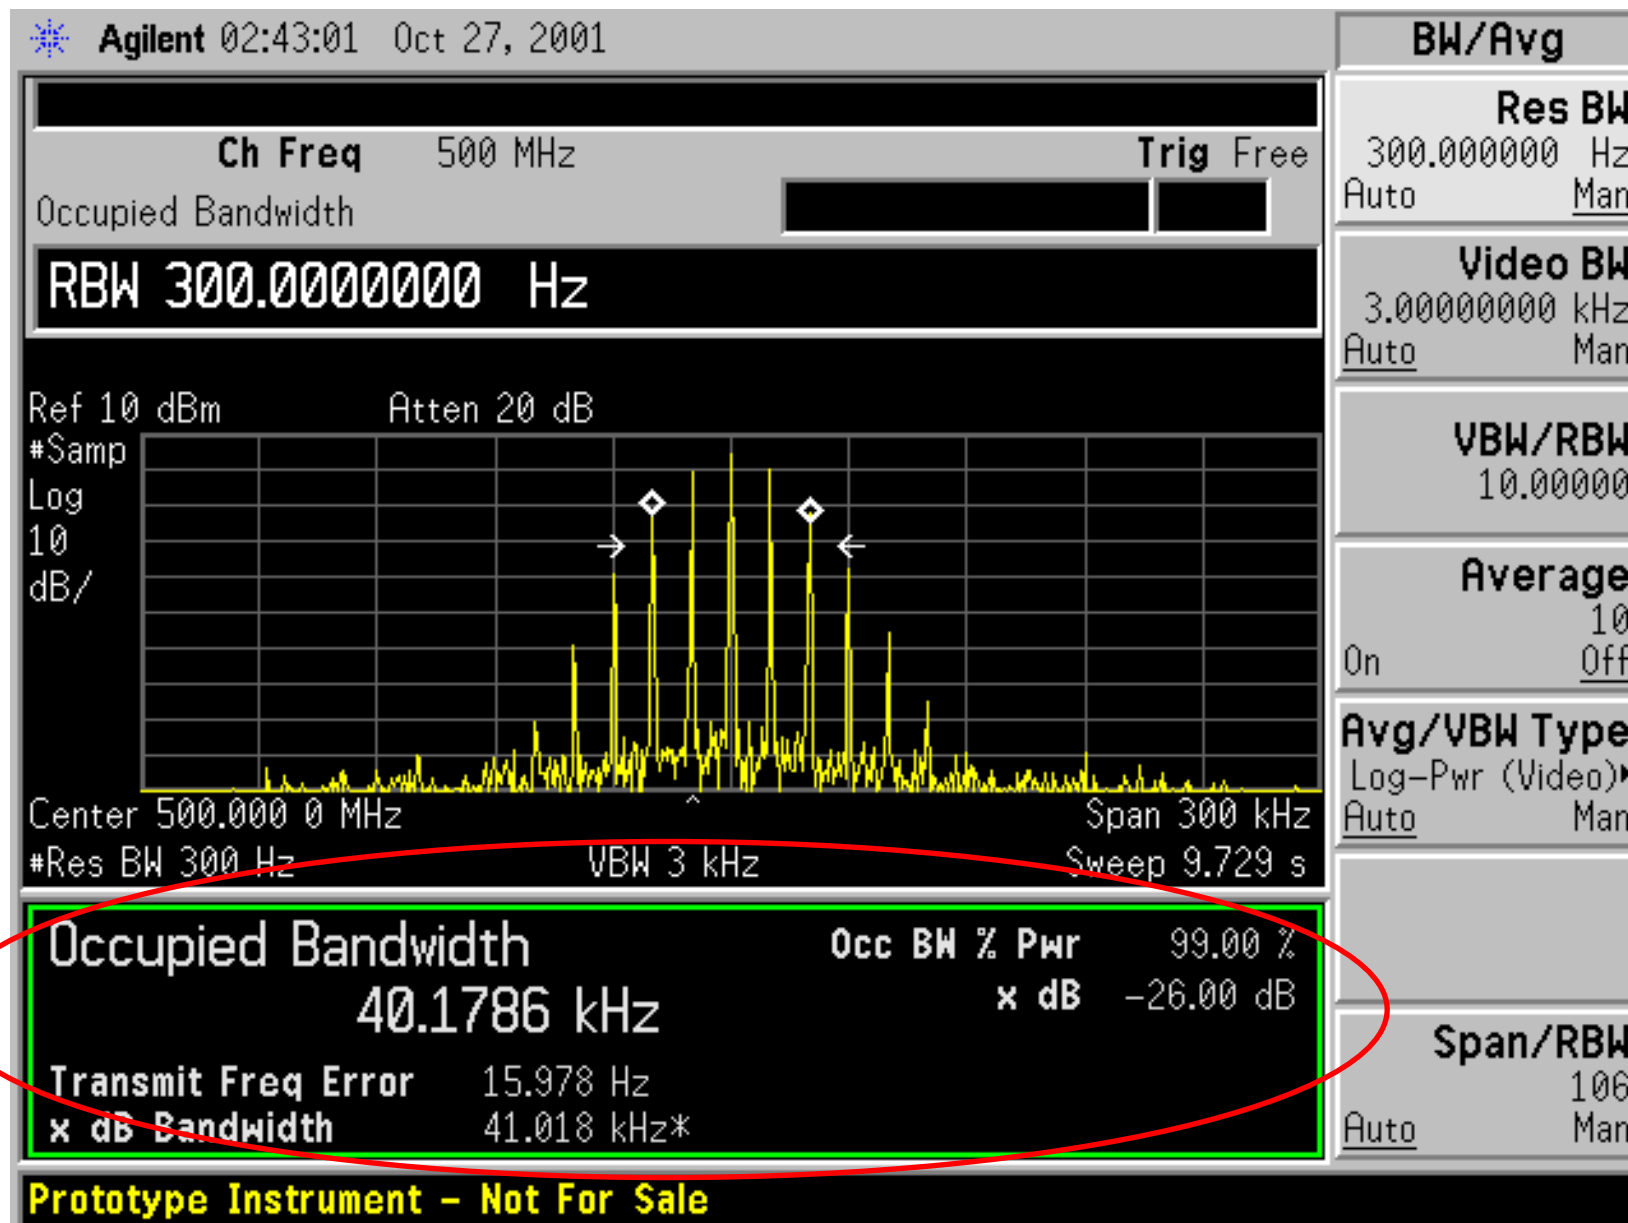 Agilent 02:43:01 Oct 27, 2001
Ch Freq 500 MHz Trig Free
Occupied Bandwidth
RBW 300.0000000 Hz
Ref 10 dBm Atten 20 dB
#Samp
Log
10
dB/
Center 500.000 0 MHz Span 300 kHz
#Res BW 300 Hz VBW 3 kHz Sweep 9.729 s
Occupied Bandwidth Occ BW % Pwr 99.00 %
40.1786 kHz x dB -26.00 dB
Transmit Freq Error 15.978 Hz
x dB Bandwidth 41.018 kHz*
Prototype Instrument - Not For Sale
BW/Avg
Res BW
300.000000 Hz
Auto Man
Video BW
3.00000000 kHz
Auto Man
VBW/RBW
10.00000
Average
10
On Off
Avg/VBW Type
Log-Pwr (Video)
Auto Man
Span/RBW
106
Auto Man